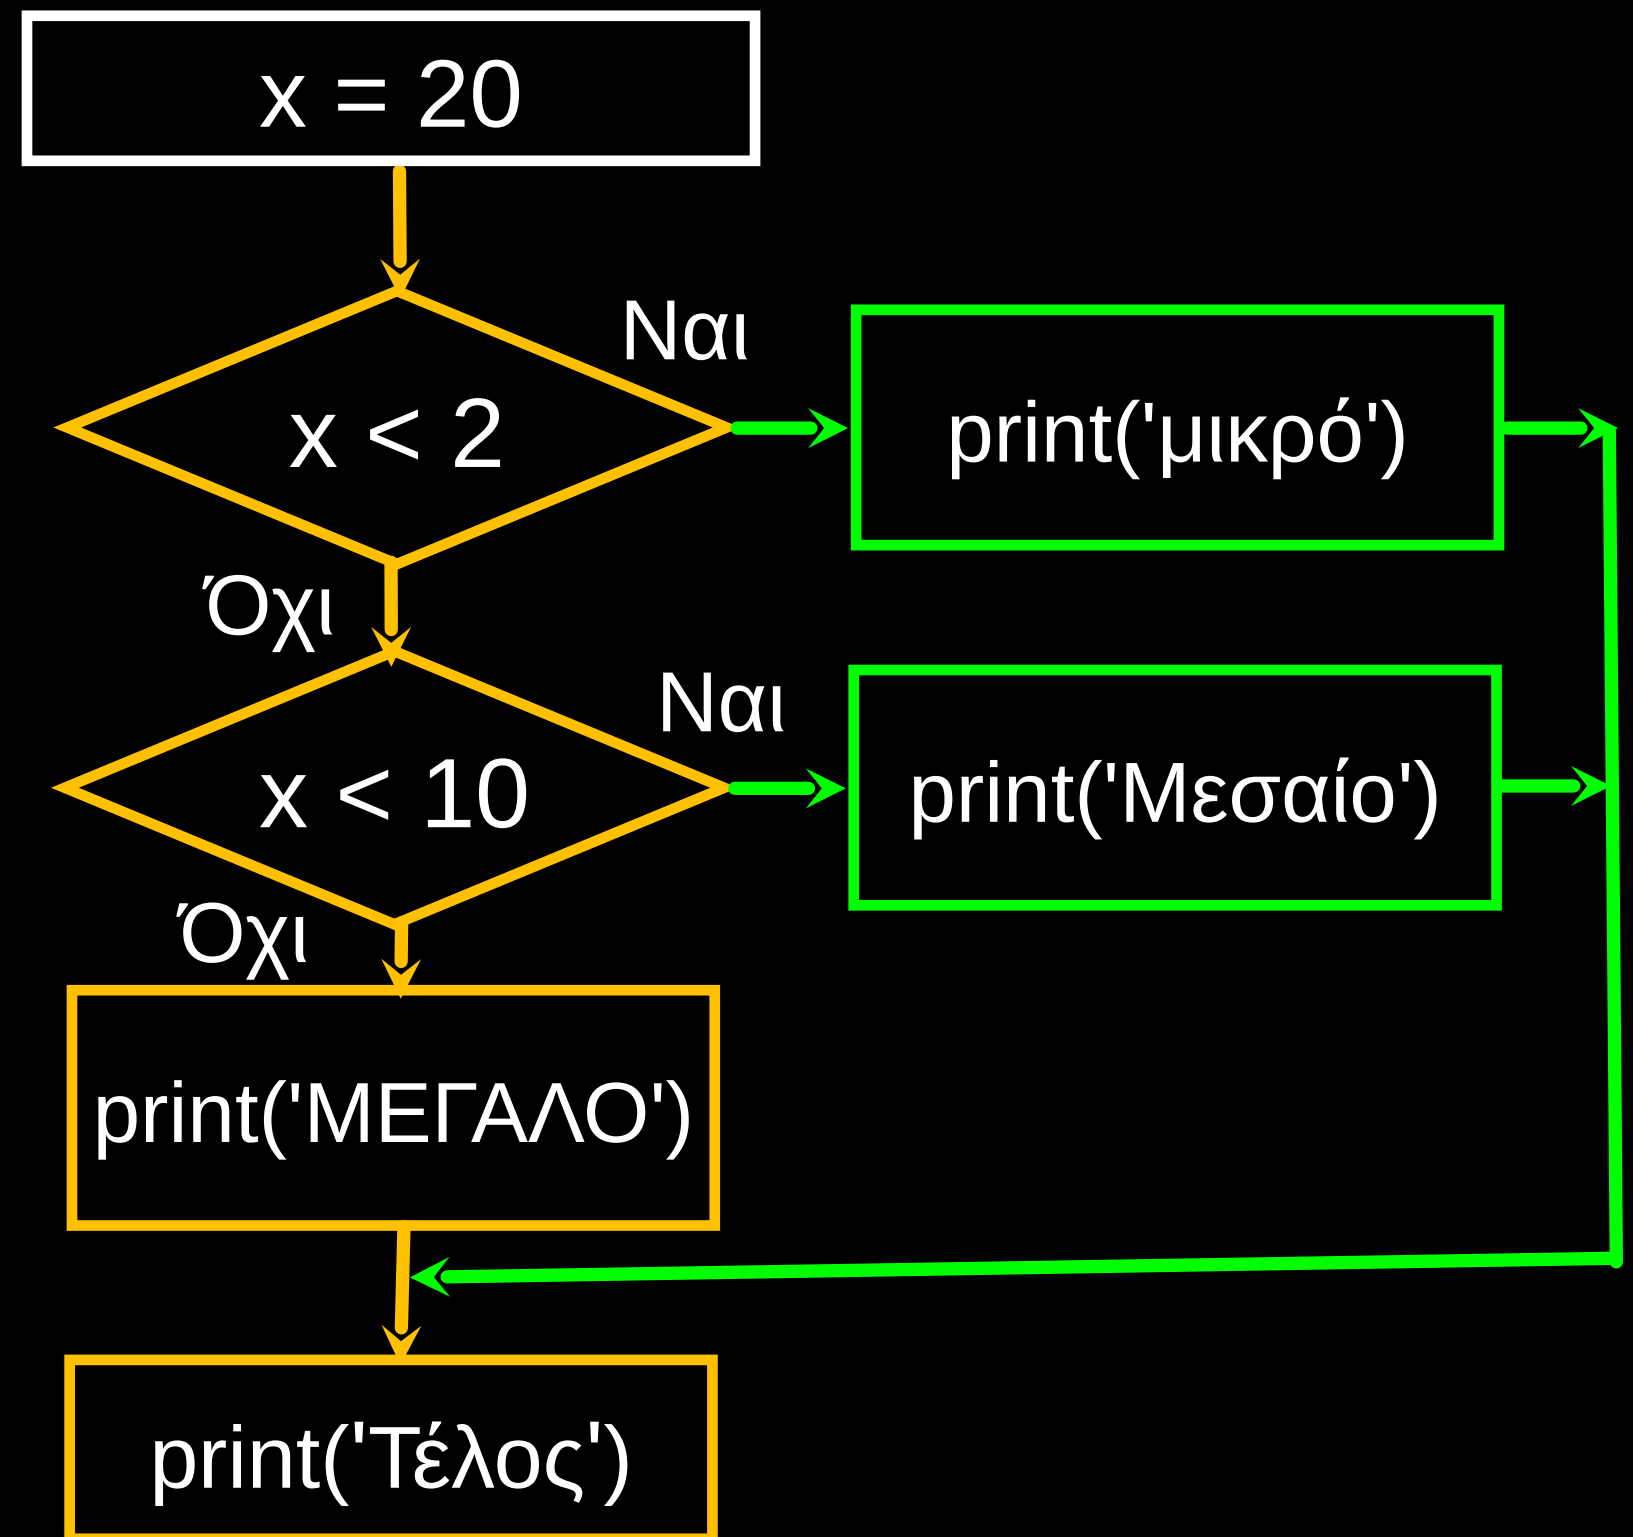 x = 20
Ναι
x < 2
print('μικρό')
Όχι
Ναι
x < 10
print('Μεσαίο')
Όχι
print('ΜΕΓΑΛΟ')
print('Τέλος')